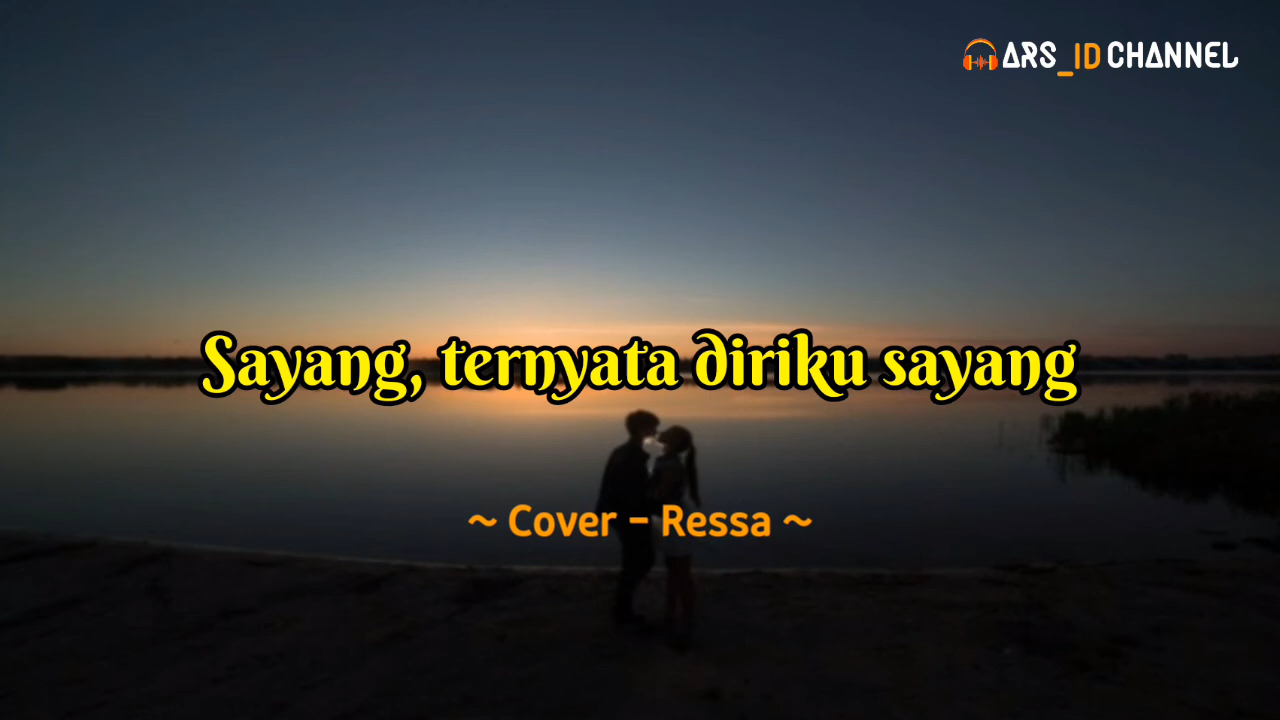 ARS_ID CHANNEL
Sayang, ternyata diriku sayang
~ Cover - Ressa ~